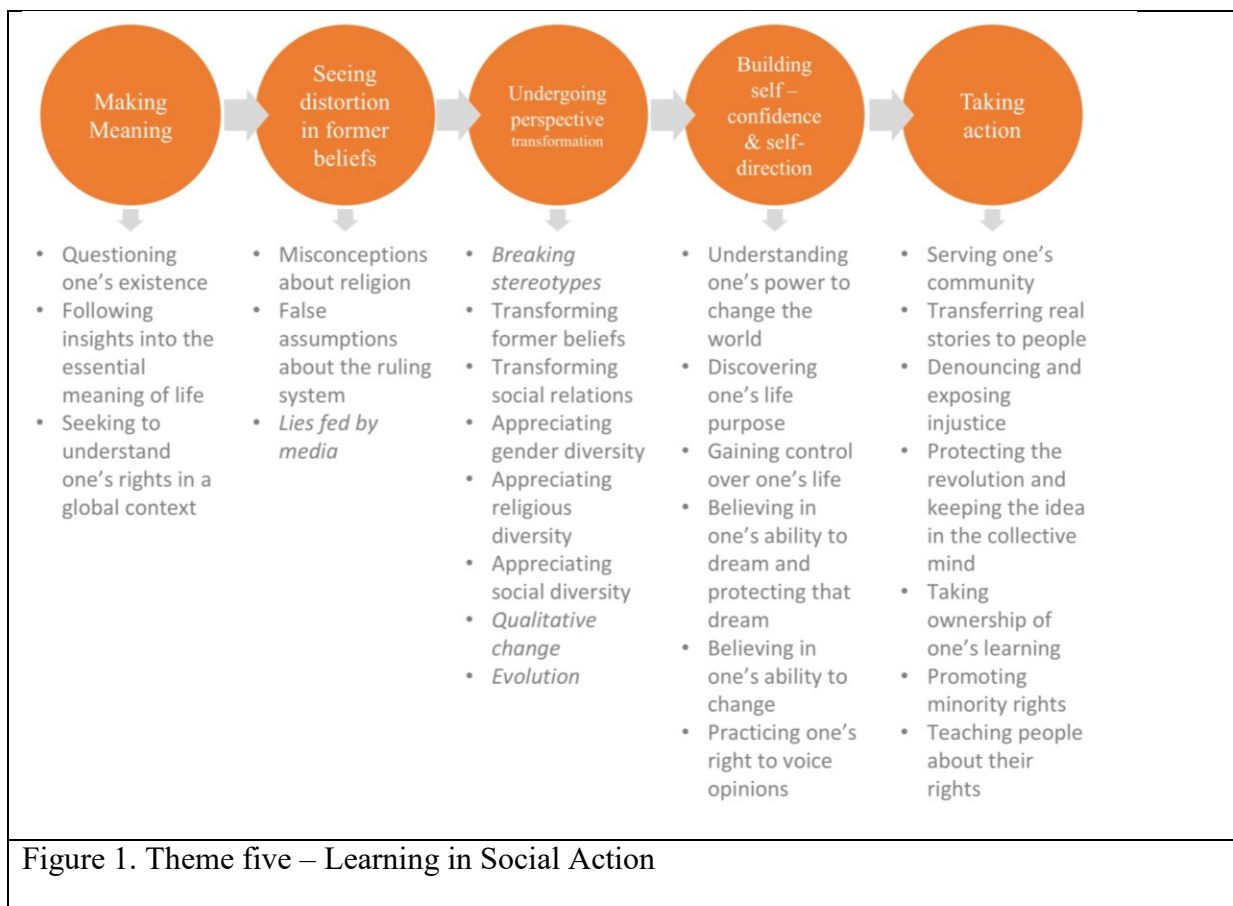 Making
Meaning
Seeing
distortion
in former
beliefs
Undergoing
perspective
transformation
Building
self –
confidence
& self-
direction
Taking
action
• Questioning
one's existence
• Following
insights into the
essential
meaning of life
• Seeking to
understand
one's rights in a
global context
• Misconceptions
about religion
• False
assumptions
about the ruling
system
• Lies fed by
media
• Breaking
stereotypes
• Transforming
former beliefs
• Transforming
social relations
• Appreciating
gender diversity
• Appreciating
religious
diversity
• Appreciating
social diversity
• Qualitative
change
• Evolution
• Understanding
one's power to
change the
world
• Discovering
one's life
purpose
• Gaining control
over one's life
• Believing in
one's ability to
dream and
protecting that
dream
• Believing in
one's ability to
change
• Practicing one's
right to voice
opinions
• Serving one's
community
• Transferring real
stories to people
• Denouncing and
exposing
injustice
• Protecting the
revolution and
keeping the idea
in the collective
mind
• Taking
ownership of
one's learning
• Promoting
minority rights
• Teaching people
about their
rights
Figure 1. Theme five – Learning in Social Action